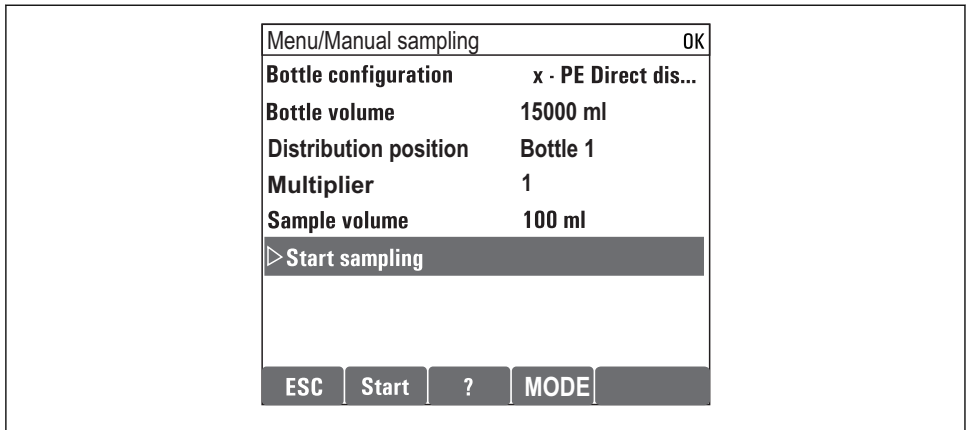 Menu/Manual sampling OK
Bottle configuration x - PE Direct dis...
Bottle volume 15000 ml
Distribution position Bottle 1
Multiplier 1
Sample volume 100 ml
▷Start sampling
ESC Start ? MODE